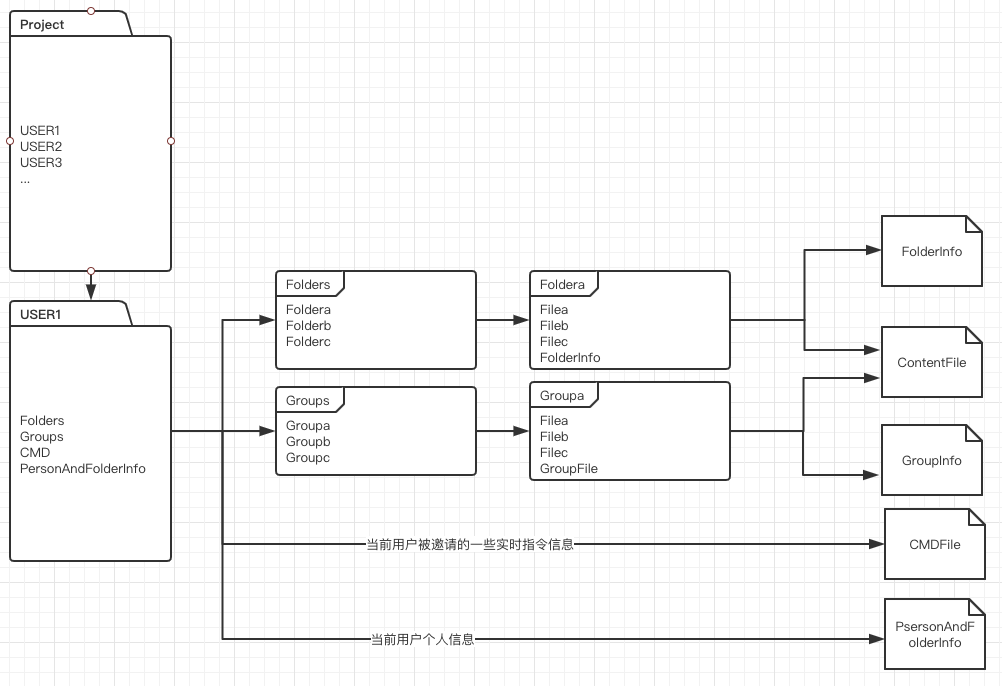 Project
USER1
USER2
USER3
...
USER1
Folders
Groups
CMD
PersonAndFolderInfo
Folders
Foldera
Folderb
Folderc
Groups
Groupa
Groupb
Groupc
Foldera
Filea
Fileb
Filec
FolderInfo
Groupa
Filea
Fileb
Filec
GroupFile
FolderInfo
ContentFile
GroupInfo
当前用户被邀请的一些实时指令信息
CMDFile
当前用户个人信息
PsersonAndF
olderInfo